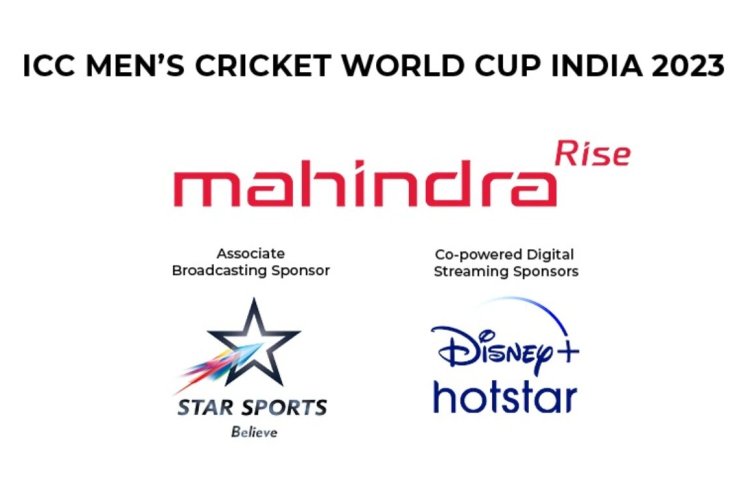 ICC MEN’S CRICKET WORLD CUP INDIA 2023
mahindra Rise
Associate
Broadcasting Sponsor
Co-powered Digital
Streaming Sponsors
STAR SPORTS
Believe
Disney+
hotstar